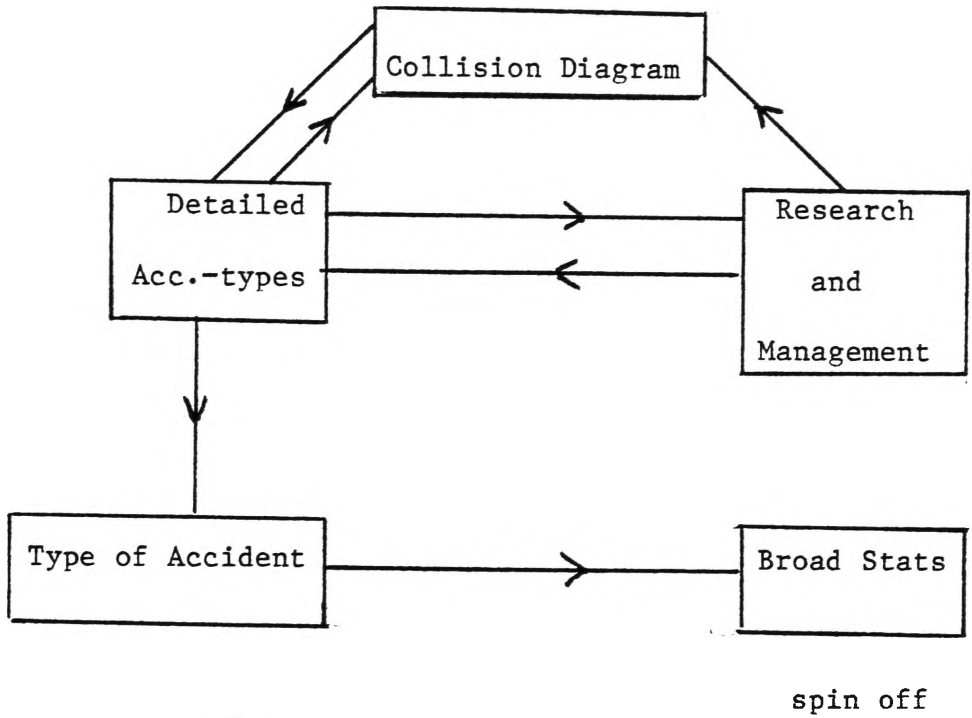 Collision Diagram
Detailed
Acc.-types
Research
and
Management
Type of Accident
Broad Stats
spin off